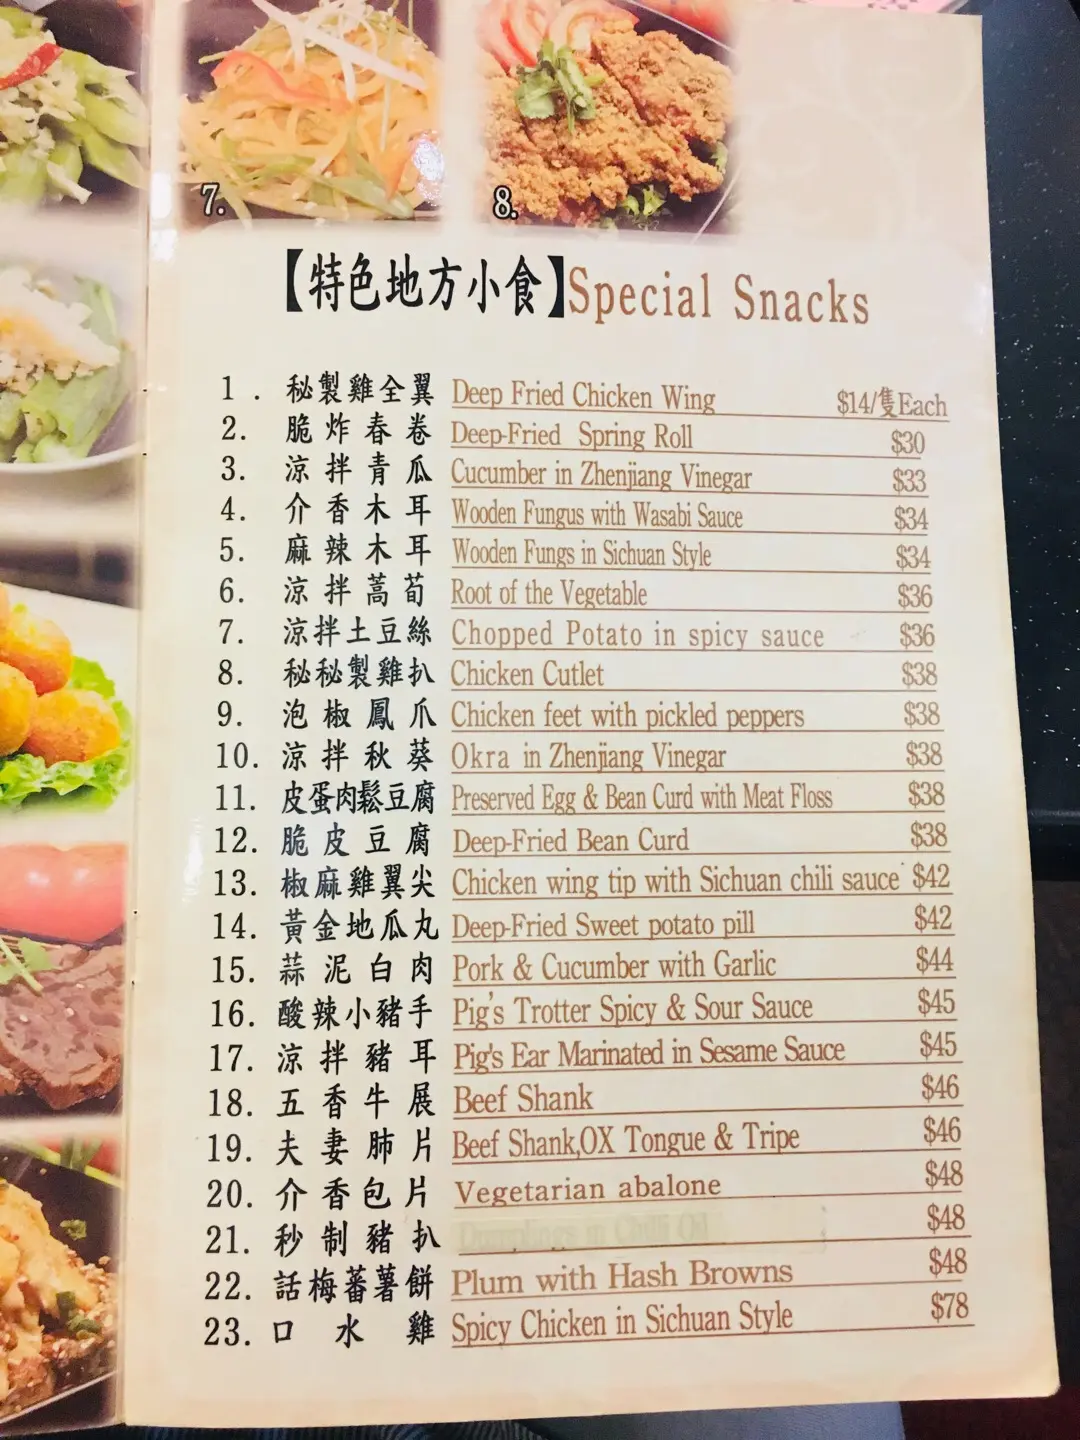 7.
8.
【特色地方小食】Special Snacks
1. 秘製雞全翼 Deep Fried Chicken Wing $14/隻Each
2. 脆炸春卷 Deep-Fried Spring Roll $30
3. 涼拌青瓜 Cucumber in Zhenjiang Vinegar $33
4. 介香木耳 Wooden Fungus with Wasabi Sauce $34
5. 麻辣木耳 Wooden Fungs in Sichuan Style $34
6. 涼拌萵荀 Root of the Vegetable $36
7. 涼拌土豆絲 Chopped Potato in spicy sauce $36
8. 秘秘製雞扒 Chicken Cutlet $38
9. 泡椒鳳爪 Chicken feet with pickled peppers $38
10. 涼拌秋葵 Okra in Zhenjiang Vinegar $38
11. 皮蛋肉鬆豆腐 Preserved Egg & Bean Curd with Meat Floss $38
12. 脆皮豆腐 Deep-Fried Bean Curd $38
13. 椒麻雞翼尖 Chicken wing tip with Sichuan chili sauce $42
14. 黃金地瓜丸 Deep-Fried Sweet potato pill $42
15. 蒜泥白肉 Pork & Cucumber with Garlic $44
16. 酸辣小豬手 Pig's Trotter Spicy & Sour Sauce $45
17. 涼拌豬耳 Pig's Ear Marinated in Sesame Sauce $45
18. 五香牛展 Beef Shank $46
19. 夫妻肺片 Beef Shank,OX Tongue & Tripe $46
20. 介香包片 Vegetarian abalone $48
21. 秒制豬扒 Dumplings in Chilli Oil $48
22. 話梅蕃薯餅 Plum with Hash Browns $48
23. 口水雞 Spicy Chicken in Sichuan Style $78